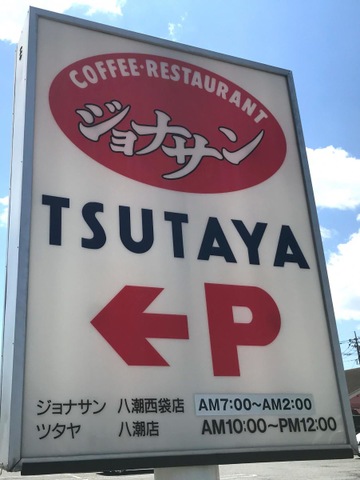 COFFEE・RESTAURANT
ジョナサン
TSUTAYA
←P
ジョナサン 八潮西袋店 AM7:00〜AM2:00
ツタヤ 八潮店 AM10:00〜PM12:00